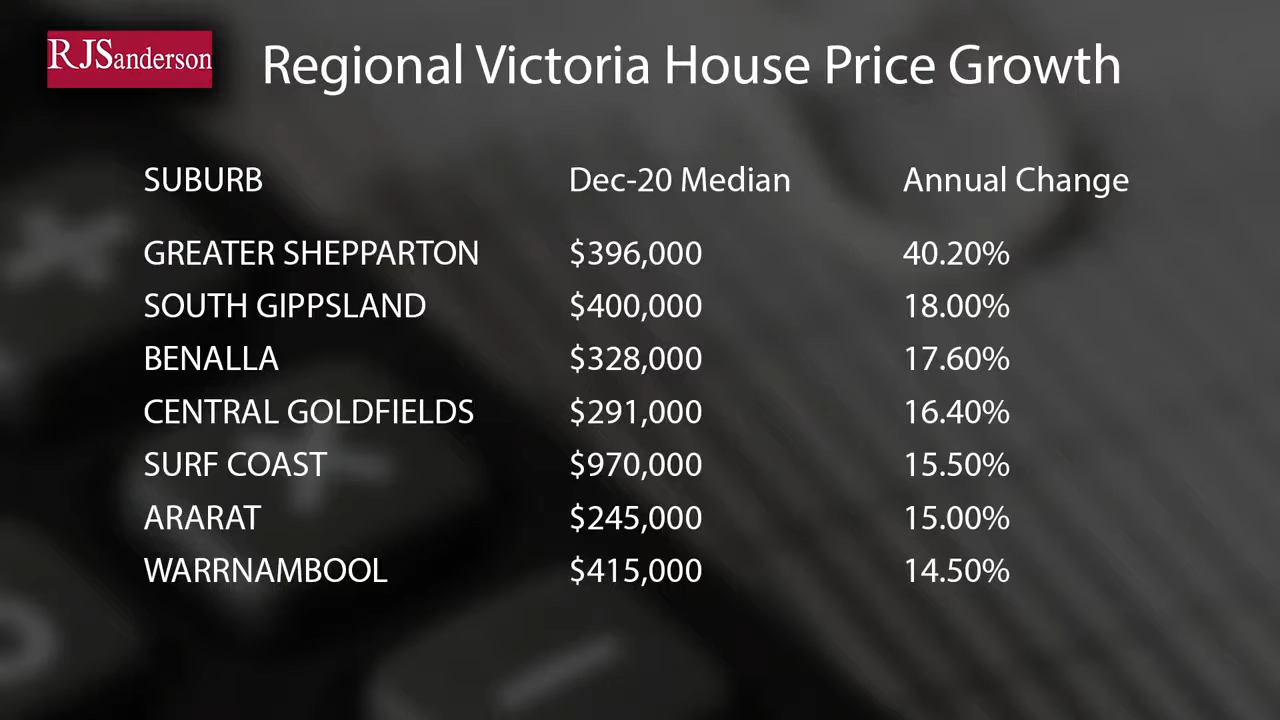 RJSanderson
Regional Victoria House Price Growth
SUBURB Dec-20 Median Annual Change
GREATER SHEPPARTON $396,000 40.20%
SOUTH GIPPSLAND $400,000 18.00%
BENALLA $328,000 17.60%
CENTRAL GOLDFIELDS $291,000 16.40%
SURF COAST $970,000 15.50%
ARARAT $245,000 15.00%
WARRNAMBOOL $415,000 14.50%